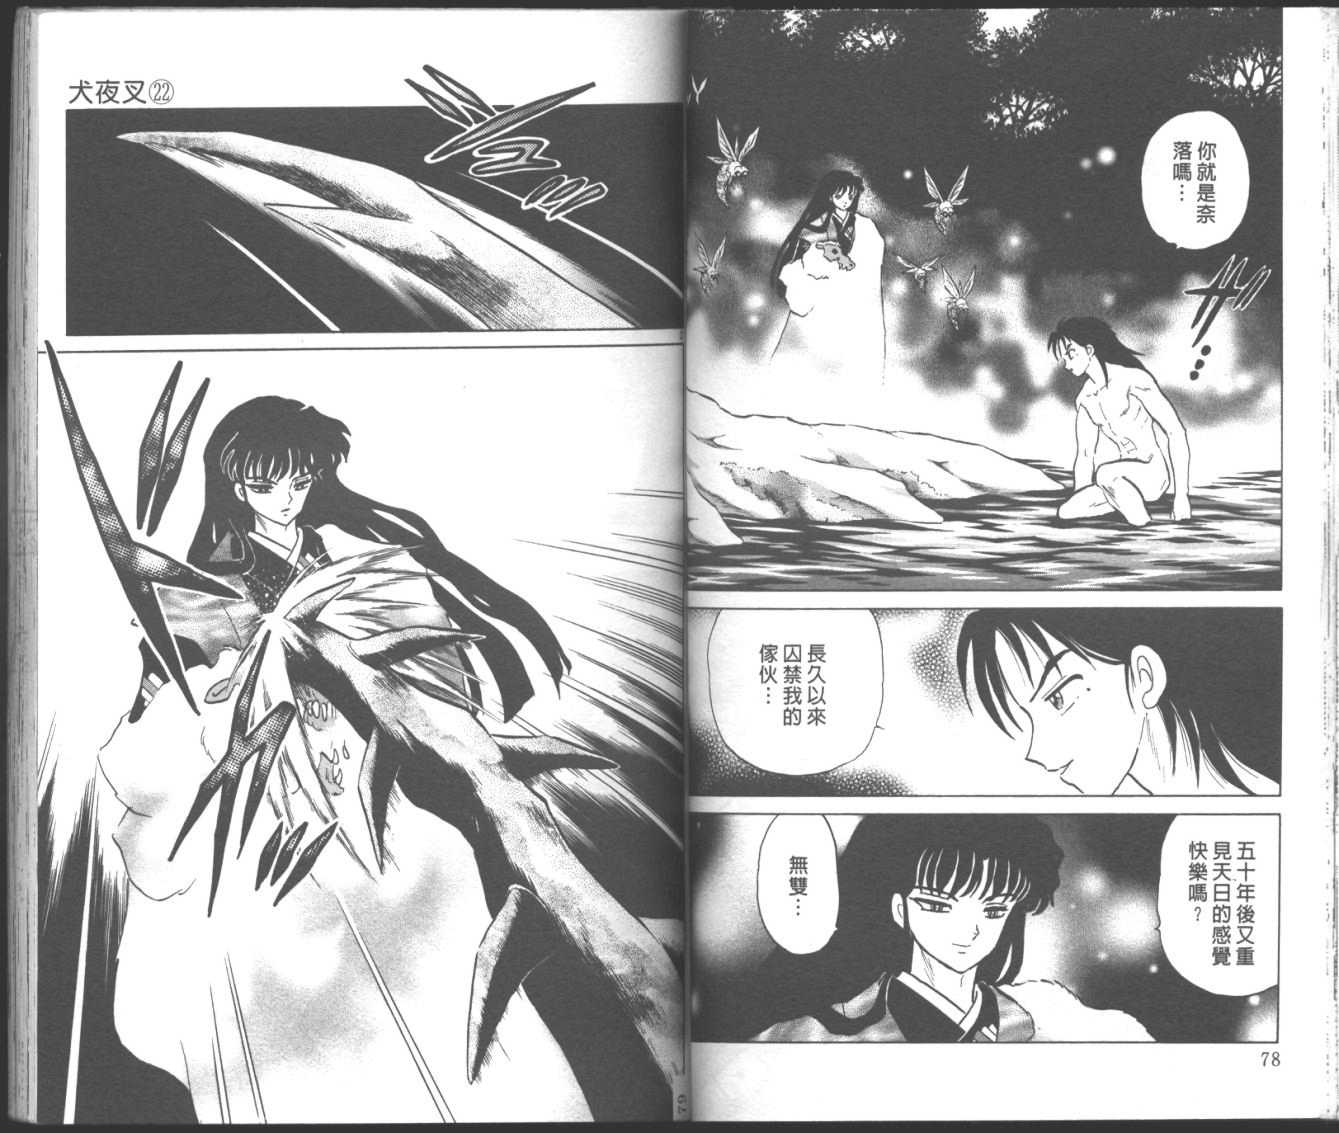 你就是奈
落嗎…
長久以來
囚禁我的
傢伙…
五十年後又重
見天日的感覺
快樂嗎?
無雙…
78
犬夜叉㉒
79